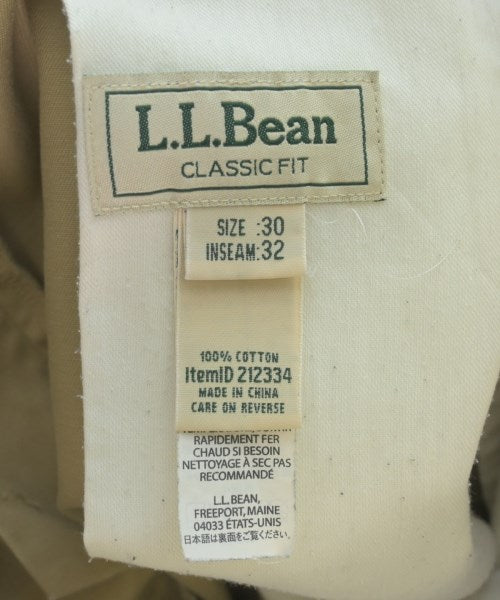 L.L.Bean
CLASSIC FIT
SIZE :30
INSEAM:32
100% COTTON
ItemID 212334
MADE IN CHINA
CARE ON REVERSE
RAPIDEMENT FER
CHAUD SI BESOIN
NETTOYAGE À SEC PAS
RECOMMANDÉ
L.L.BEAN,
FREEPORT, MAINE
04033 ÉTATS-UNIS
日本語は裏面をご覧ください。